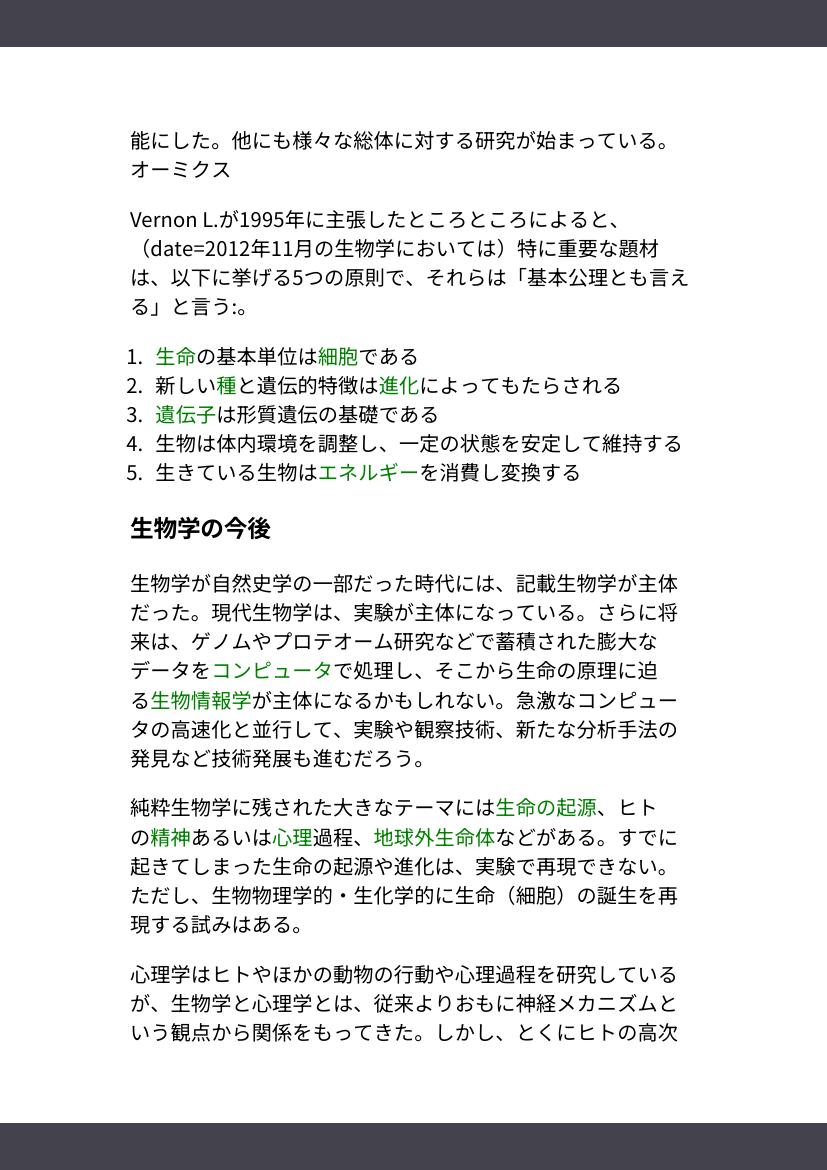 能にした。他にも様々な総体に対する研究が始まっている。
オーミクス
Vernon L.が1995年に主張したところところによると、
（date=2012年11月の生物学においては）特に重要な題材
は、以下に挙げる5つの原則で、それらは「基本公理とも言え
る」と言う:。
1. 生命の基本単位は細胞である
2. 新しい種と遺伝的特徴は進化によってもたらされる
3. 遺伝子は形質遺伝の基礎である
4. 生物は体内環境を調整し、一定の状態を安定して維持する
5. 生きている生物はエネルギーを消費し変換する
生物学の今後
生物学が自然史学の一部だった時代には、記載生物学が主体
だった。現代生物学は、実験が主体になっている。さらに将
来は、ゲノムやプロテオーム研究などで蓄積された膨大な
データをコンピュータで処理し、そこから生命の原理に迫
る生物情報学が主体になるかもしれない。急激なコンピュー
タの高速化と並行して、実験や観察技術、新たな分析手法の
発見など技術発展も進むだろう。
純粋生物学に残された大きなテーマには生命の起源、ヒト
の精神あるいは心理過程、地球外生命体などがある。すでに
起きてしまった生命の起源や進化は、実験で再現できない。
ただし、生物物理学的・生化学的に生命（細胞）の誕生を再
現する試みはある。
心理学はヒトやほかの動物の行動や心理過程を研究している
が、生物学と心理学とは、従来よりおもに神経メカニズムと
いう観点から関係をもってきた。しかし、とくにヒトの高次